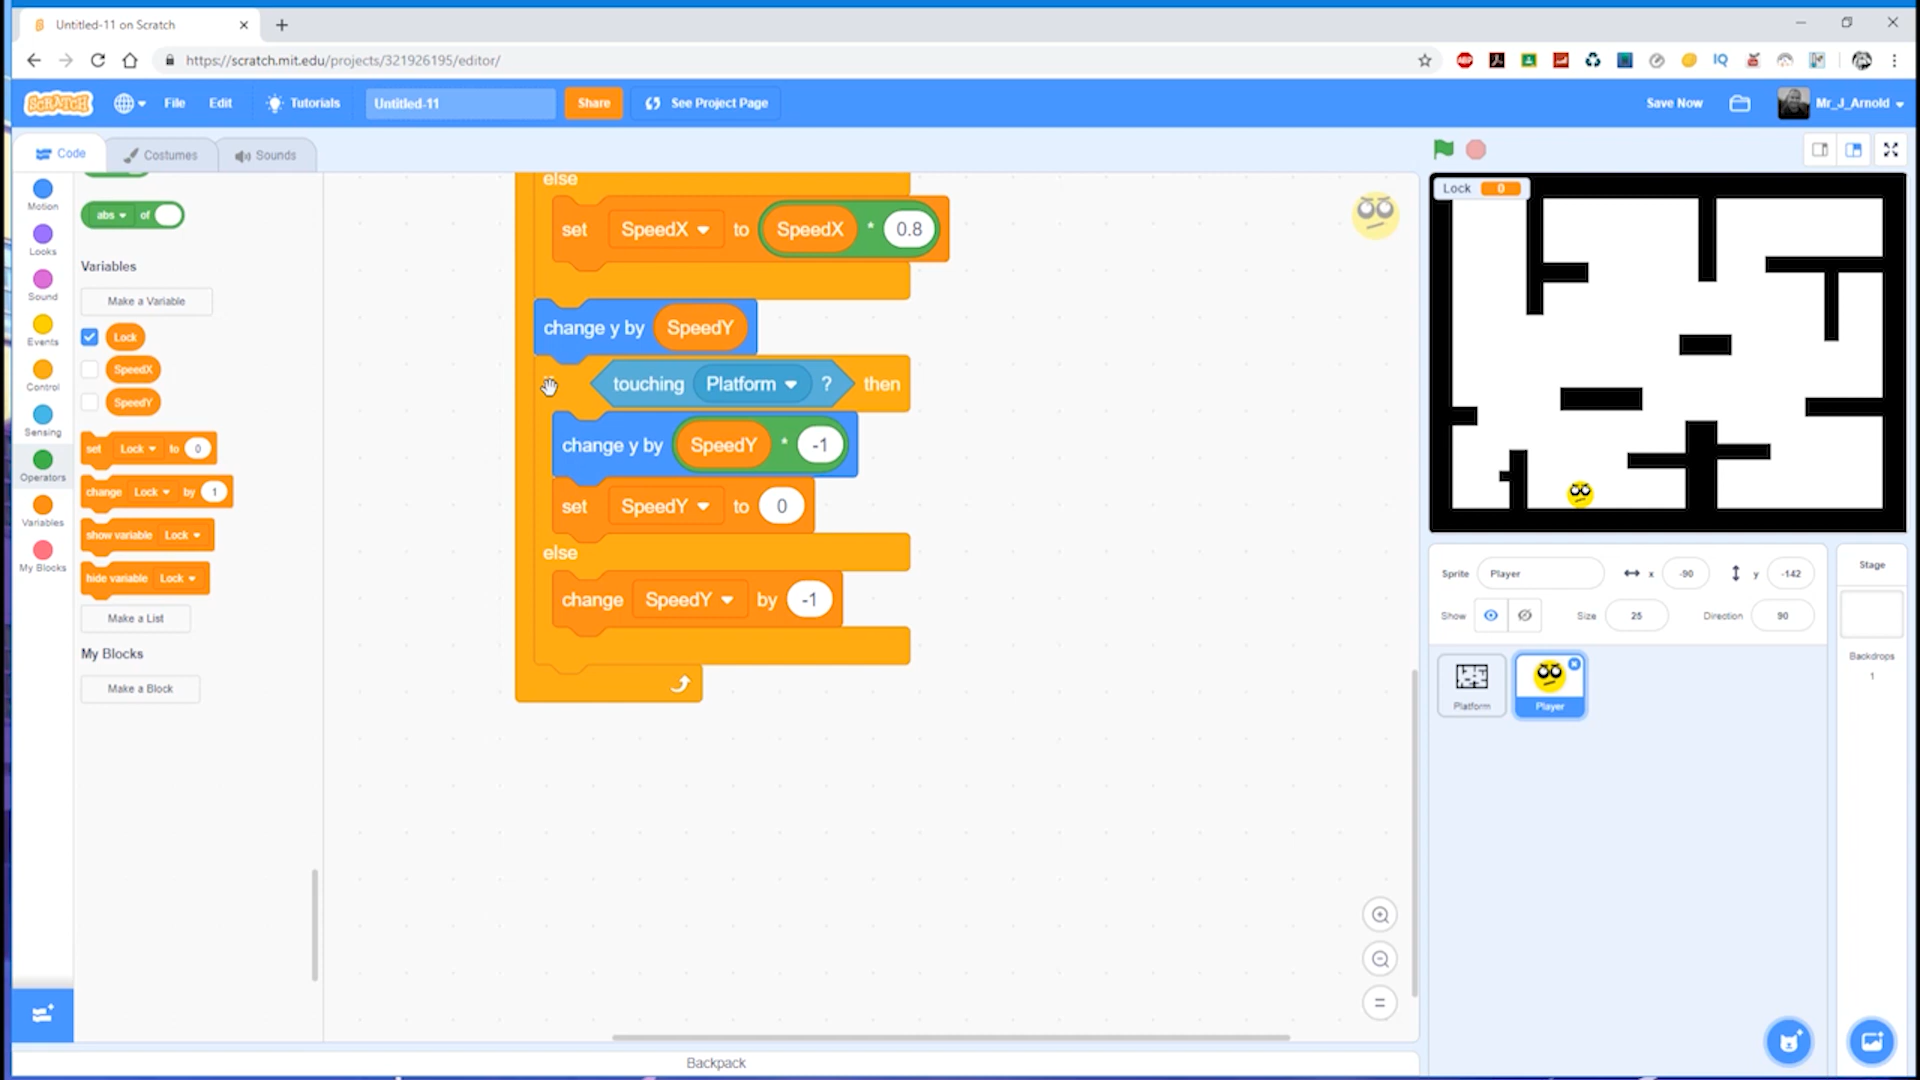 Untitled-11 on Scratch
https://scratch.mit.edu/projects/321926195/editor/
ABP
IQ
SCRATCH
File
Edit
Tutorials
Untitled-11
Share
See Project Page
Save Now
Mr_J_Arnold
Code
Costumes
Sounds
Motion
Looks
Sound
Events
Control
Sensing
Operators
Variables
My Blocks
abs of
Variables
Make a Variable
Lock
SpeedX
SpeedY
set Lock to 0
change Lock by 1
show variable Lock
hide variable Lock
Make a List
My Blocks
Make a Block
else
set SpeedX to SpeedX * 0.8
change y by SpeedY
touching Platform ? then
change y by SpeedY * -1
set SpeedY to 0
else
change SpeedY by -1
Lock 0
Sprite Player x -90 y -142
Show Size 25 Direction 90
Platform
Player
Stage
Backdrops
1
Backpack